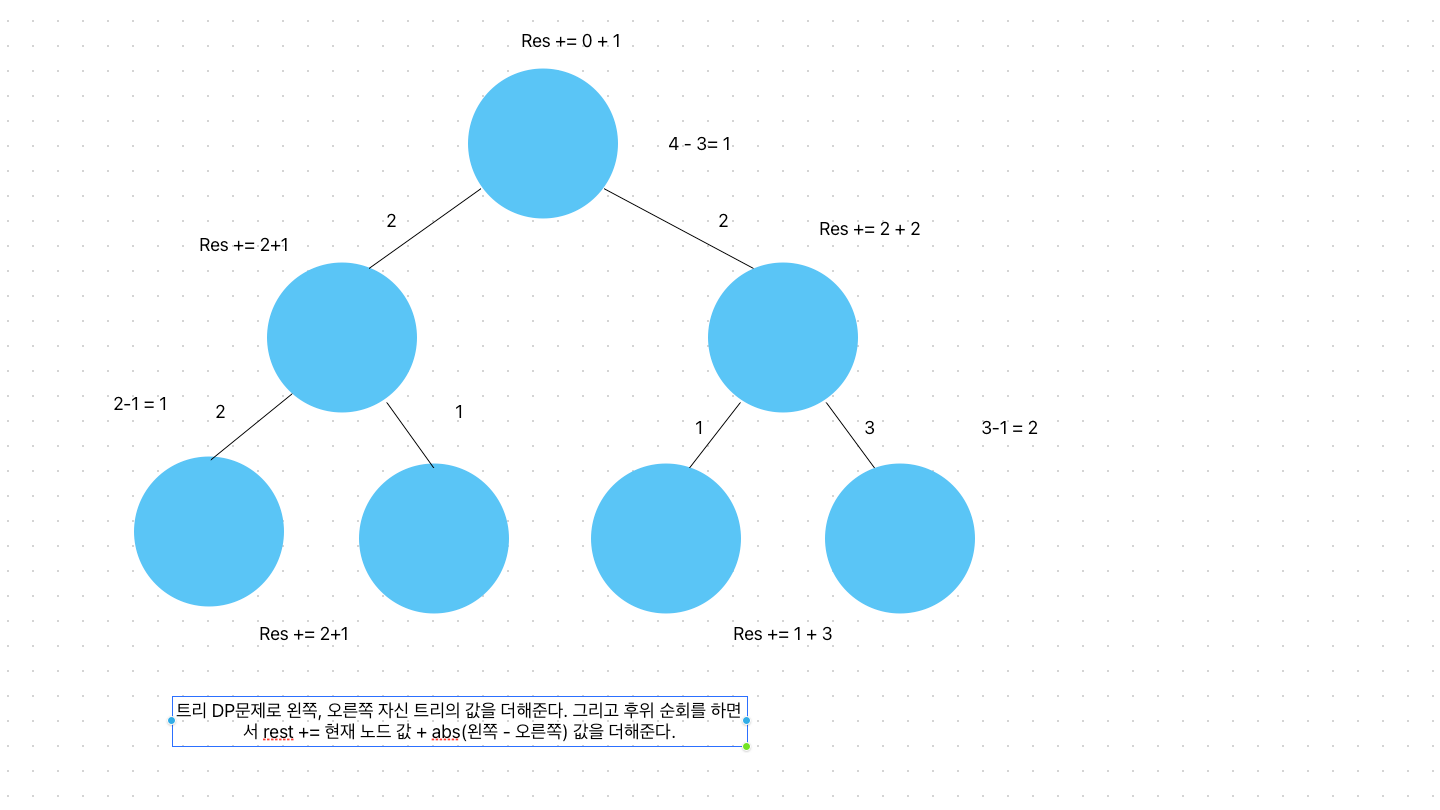 Res += 0 + 1
4 - 3= 1
2
2
Res += 2 + 2
Res += 2+1
2-1 = 1
2
1
1
3
3-1 = 2
Res += 2+1
Res += 1 + 3
트리 DP문제로 왼쪽, 오른쪽 자신 트리의 값을 더해준다. 그리고 후위 순회를 하면
서 rest += 현재 노드 값 + abs(왼쪽 - 오른쪽) 값을 더해준다.